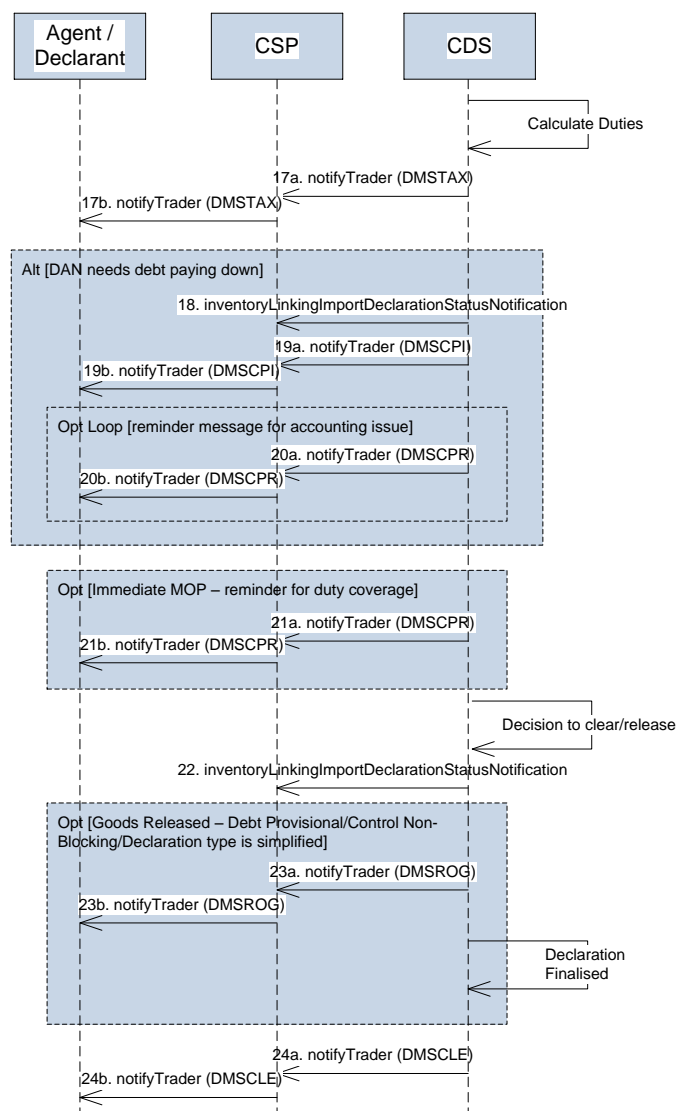 Agent /
Declarant
CSP
CDS
Calculate Duties
17a. notifyTrader (DMSTAX)
17b. notifyTrader (DMSTAX)
Alt [DAN needs debt paying down]
18. inventoryLinkingImportDeclarationStatusNotification
19a. notifyTrader (DMSCPI)
19b. notifyTrader (DMSCPI)
Opt Loop [reminder message for accounting issue]
20a. notifyTrader (DMSCPR)
20b. notifyTrader (DMSCPR)
Opt [Immediate MOP – reminder for duty coverage]
21a. notifyTrader (DMSCPR)
21b. notifyTrader (DMSCPR)
Decision to clear/release
22. inventoryLinkingImportDeclarationStatusNotification
Opt [Goods Released – Debt Provisional/Control Non-
Blocking/Declaration type is simplified]
23a. notifyTrader (DMSROG)
23b. notifyTrader (DMSROG)
Declaration
Finalised
24a. notifyTrader (DMSCLE)
24b. notifyTrader (DMSCLE)